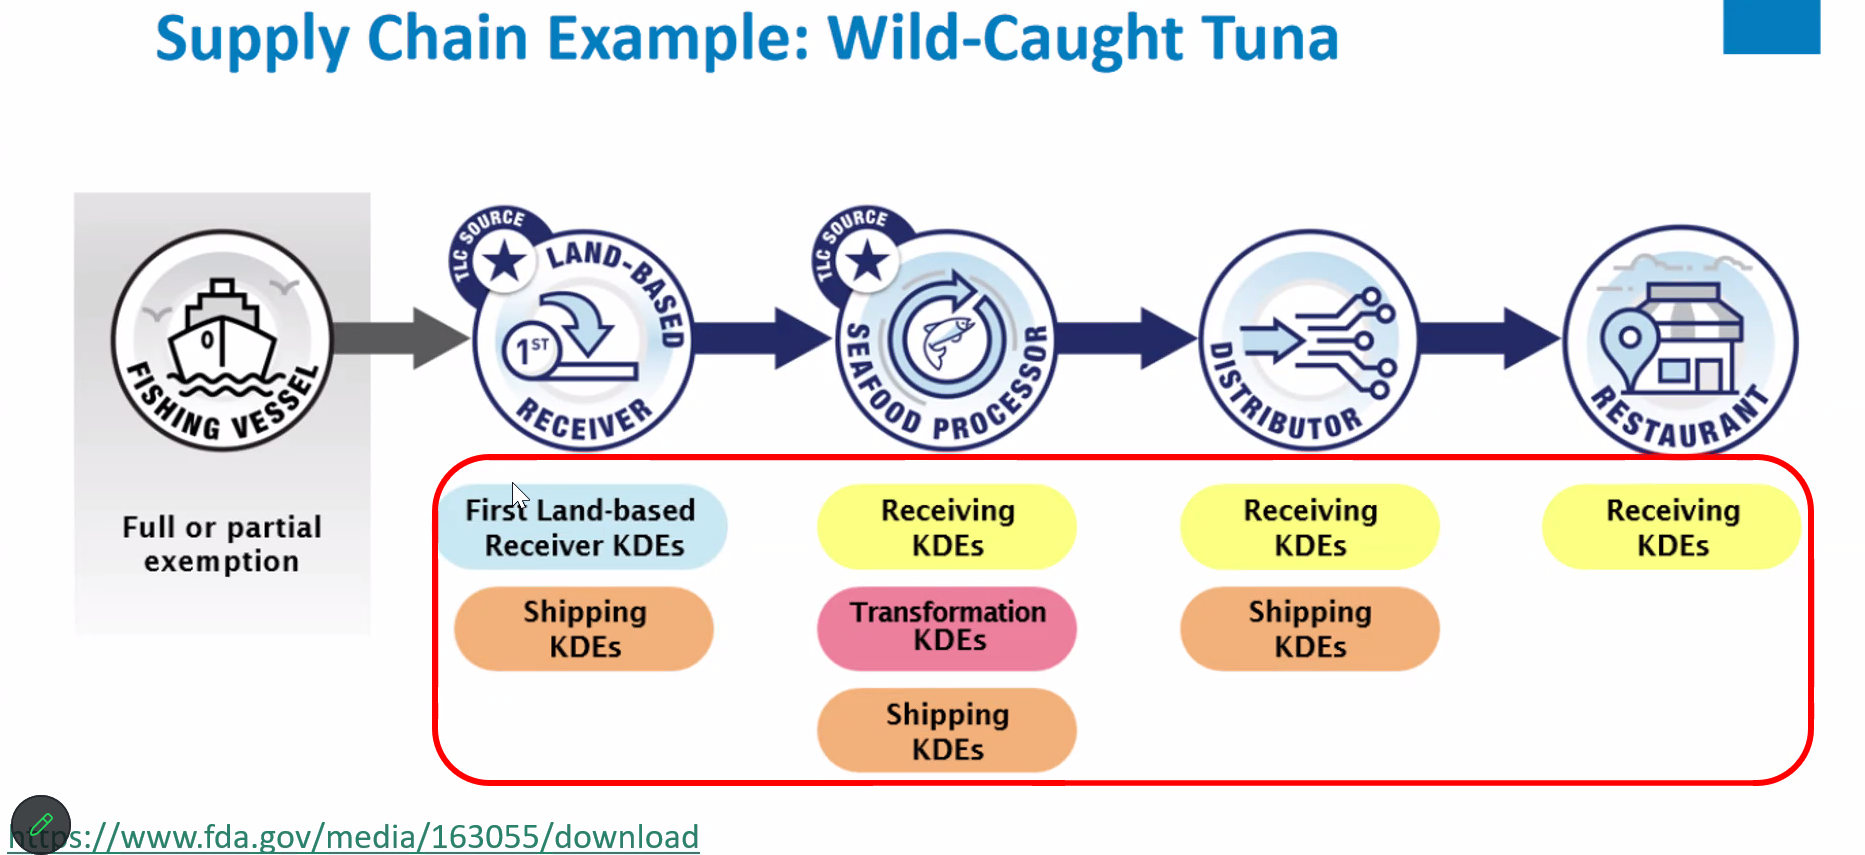 Supply Chain Example: Wild-Caught Tuna
FISHING VESSEL
Full or partial
exemption
TLC SOURCE
LAND-BASED
1ST
RECEIVER
First Land-based
Receiver KDEs
Shipping
KDEs
TLC SOURCE
SEAFOOD PROCESSOR
Receiving
KDEs
Transformation
KDEs
Shipping
KDEs
DISTRIBUTOR
Receiving
KDEs
Shipping
KDEs
RESTAURANT
Receiving
KDEs
https://www.fda.gov/media/163055/download